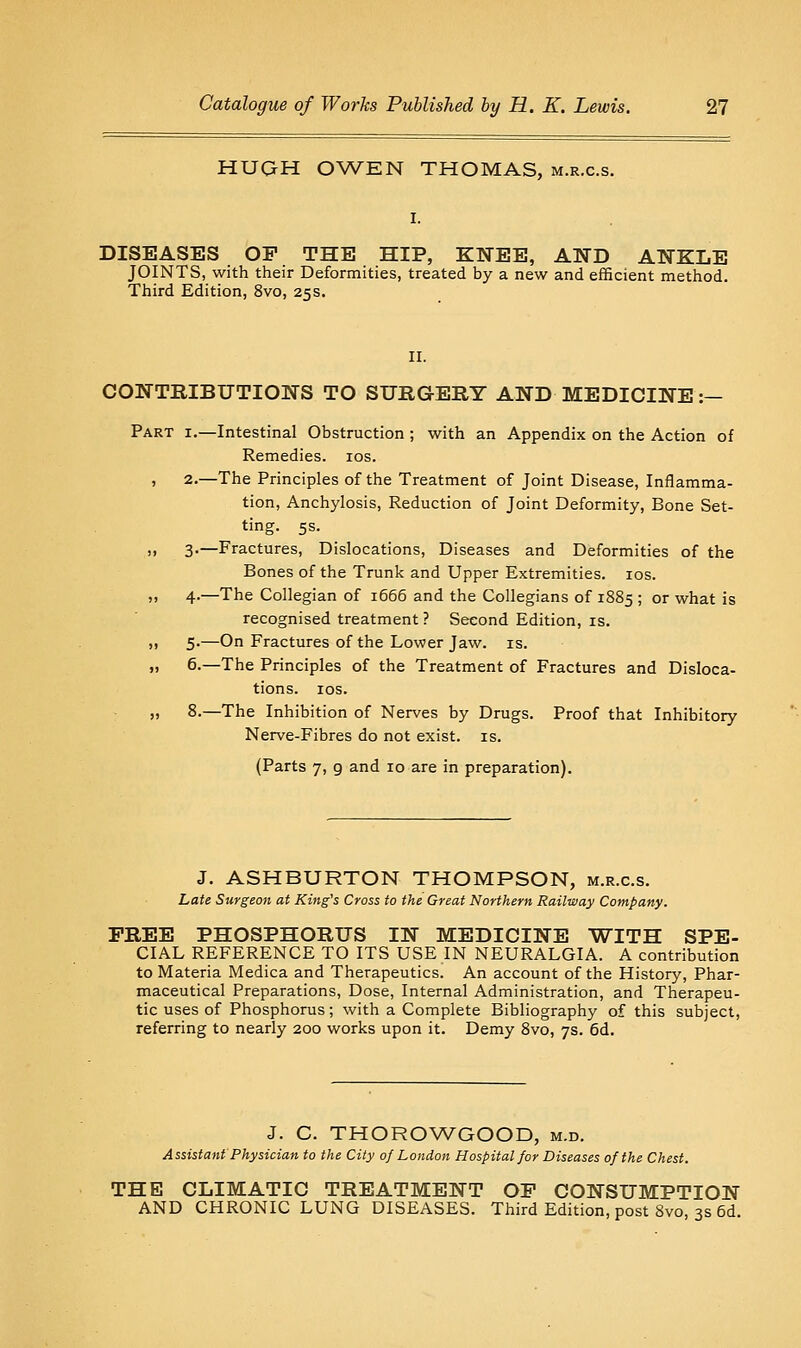 Catalogue of Works Published by H. K. Lewis. 27
HUGH OWEN THOMAS, M.R.C.S.
I.
DISEASES OF THE HIP, KNEE, AND ANKLE
JOINTS, with their Deformities, treated by a new and efficient method.
Third Edition, 8vo, 25s.
II.
CONTRIBUTIONS TO SURGERY AND MEDICINE:—
PART 1.—Intestinal Obstruction; with an Appendix on the Action of
Remedies. 10s.
, 2.—The Principles of the Treatment of Joint Disease, Inflamma-
tion, Anchylosis, Reduction of Joint Deformity, Bone Set-
ting. 5s.
„ 3.—Fractures, Dislocations, Diseases and Deformities of the
Bones of the Trunk and Upper Extremities. 10s.
„ 4.—The Collegian of 1666 and the Collegians of 1885; or what is
recognised treatment? Second Edition, 1s.
„ 5.—On Fractures of the Lower Jaw. 1s.
„ 6.—The Principles of the Treatment of Fractures and Disloca-
tions. 10s.
„ 8.—The Inhibition of Nerves by Drugs. Proof that Inhibitory
Nerve-Fibres do not exist. 1s.
(Parts 7, 9 and 10 are in preparation).
J. ASHBURTON THOMPSON, M.R.C.S.
Late Surgeon at King's Cross to the Great Northern Railway Company.
FREE PHOSPHORUS IN MEDICINE WITH SPE-
CIAL REFERENCE TO ITS USE IN NEURALGIA. A contribution
to Materia Medica and Therapeutics. An account of the History, Phar-
maceutical Preparations, Dose, Internal Administration, and Therapeu-
tic uses of Phosphorus; with a Complete Bibliography of this subject,
referring to nearly 200 works upon it. Demy 8vo, 7s. 6d.
J. C. THOROWGOOD, M.D.
Assistant Physician to the City of London Hospital for Diseases of the Chest.
THE CLIMATIC TREATMENT OF CONSUMPTION
AND CHRONIC LUNG DISEASES. Third Edition, post 8vo, 3s 6d.